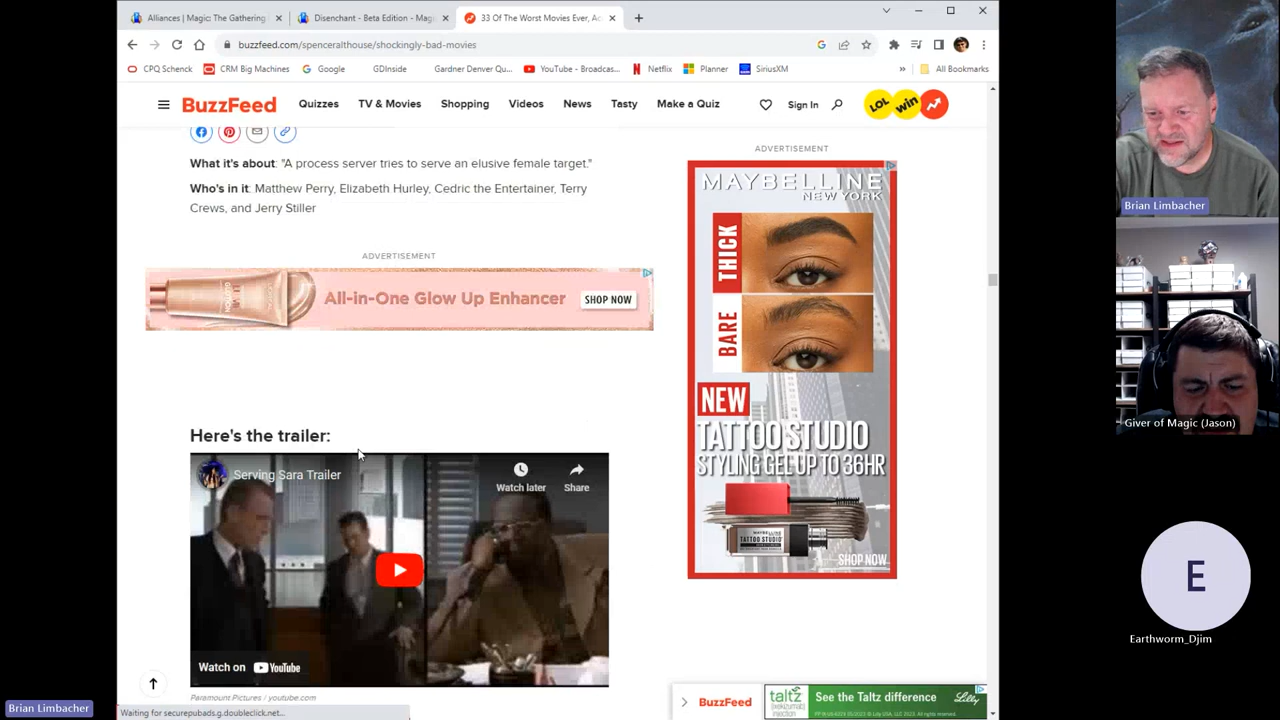 Alliances | Magic: The Gathering
Disenchant - Beta Edition - Magi
33 Of The Worst Movies Ever, Ac
buzzfeed.com/spenceralthouse/shockingly-bad-movies
CPQ Schenck
CRM Big Machines
Google
GDInside
Gardner Denver Qu...
YouTube - Broadcas...
Netflix
Planner
SiriusXM
All Bookmarks
BuzzFeed
Quizzes
TV & Movies
Shopping
Videos
News
Tasty
Make a Quiz
Sign In
LOL
win
What it's about: "A process server tries to serve an elusive female target."
Who's in it: Matthew Perry, Elizabeth Hurley, Cedric the Entertainer, Terry
Crews, and Jerry Stiller
ADVERTISEMENT
All-in-One Glow Up Enhancer
SHOP NOW
Here's the trailer:
Serving Sara Trailer
Watch later
Share
Watch on YouTube
Paramount Pictures / youtube.com
Waiting for securepubads.g.doubleclick.net...
ADVERTISEMENT
MAYBELLINE
NEW YORK
THICK
BARE
NEW
TATTOO STUDIO
STYLING GEL UP TO 36HR
TATTOO STUDIO
SHOP NOW
BuzzFeed
taltz
See the Taltz difference
Lilly
Brian Limbacher
Giver of Magic (Jason)
E
Earthworm_Djim
Brian Limbacher